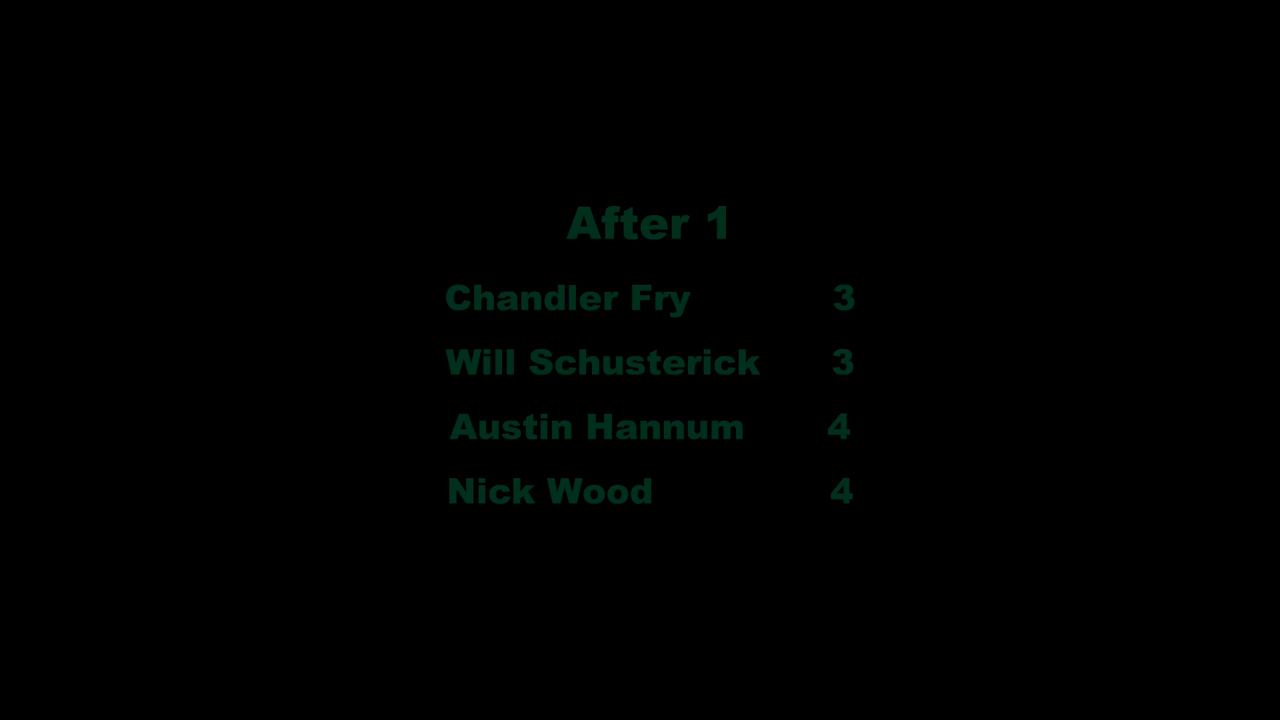 After 1
Chandler Fry 3
Will Schusterick 3
Austin Hannum 4
Nick Wood 4